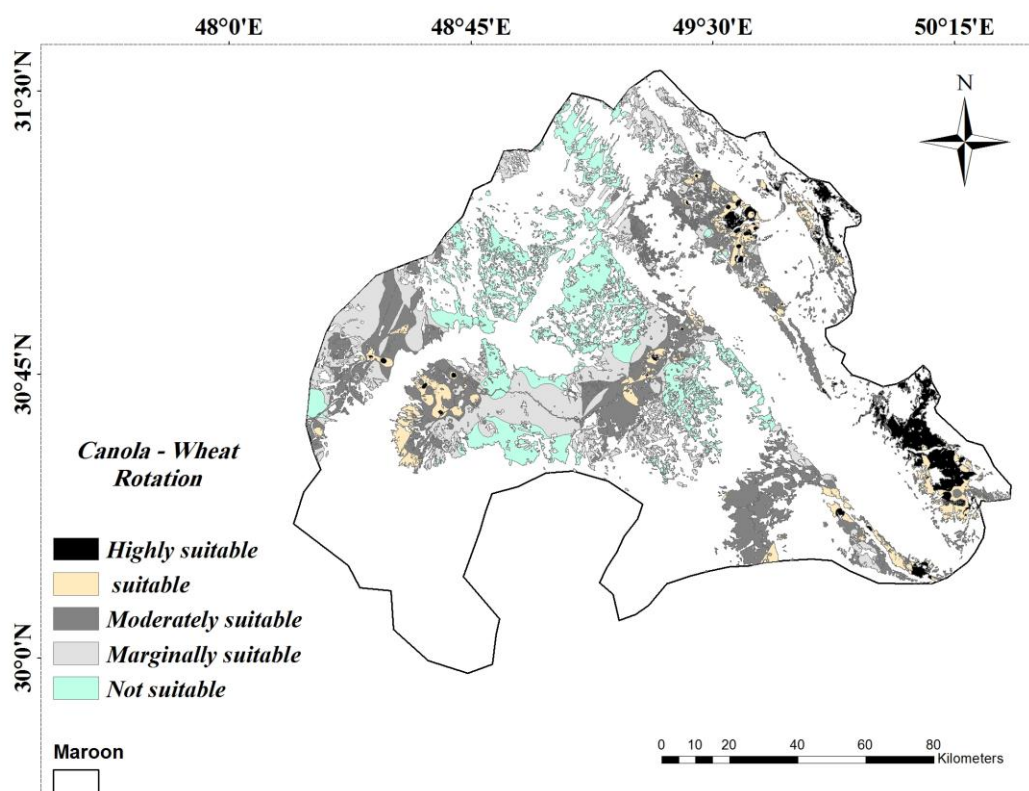 48°0'E 48°45'E 49°30'E 50°15'E
31°30'N
N
30°45'N
30°0'N
Canola - Wheat
Rotation
Highly suitable
suitable
Moderately suitable
Marginally suitable
Not suitable
Maroon
0 10 20 40 60 80
Kilometers